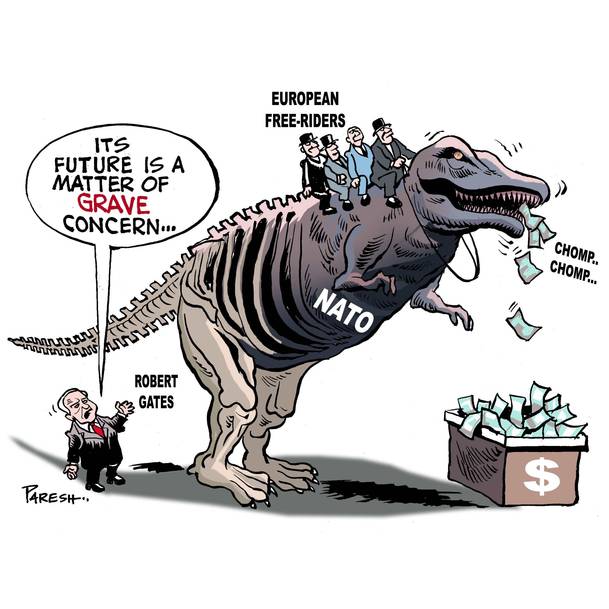 EUROPEAN
FREE-RIDERS
ITS
FUTURE IS A
MATTER OF
GRAVE
CONCERN...
CHOMP..
CHOMP...
NATO
ROBERT
GATES
$
PARESH..